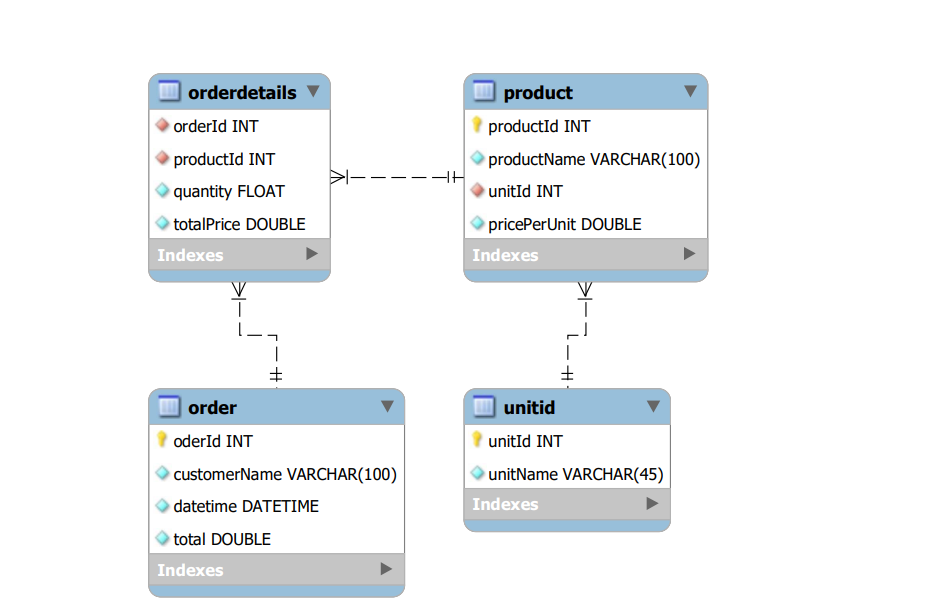 orderdetails
orderId INT
productId INT
quantity FLOAT
totalPrice DOUBLE
Indexes
product
productId INT
productName VARCHAR(100)
unitId INT
pricePerUnit DOUBLE
Indexes
order
oderId INT
customerName VARCHAR(100)
datetime DATETIME
total DOUBLE
Indexes
unitid
unitId INT
unitName VARCHAR(45)
Indexes